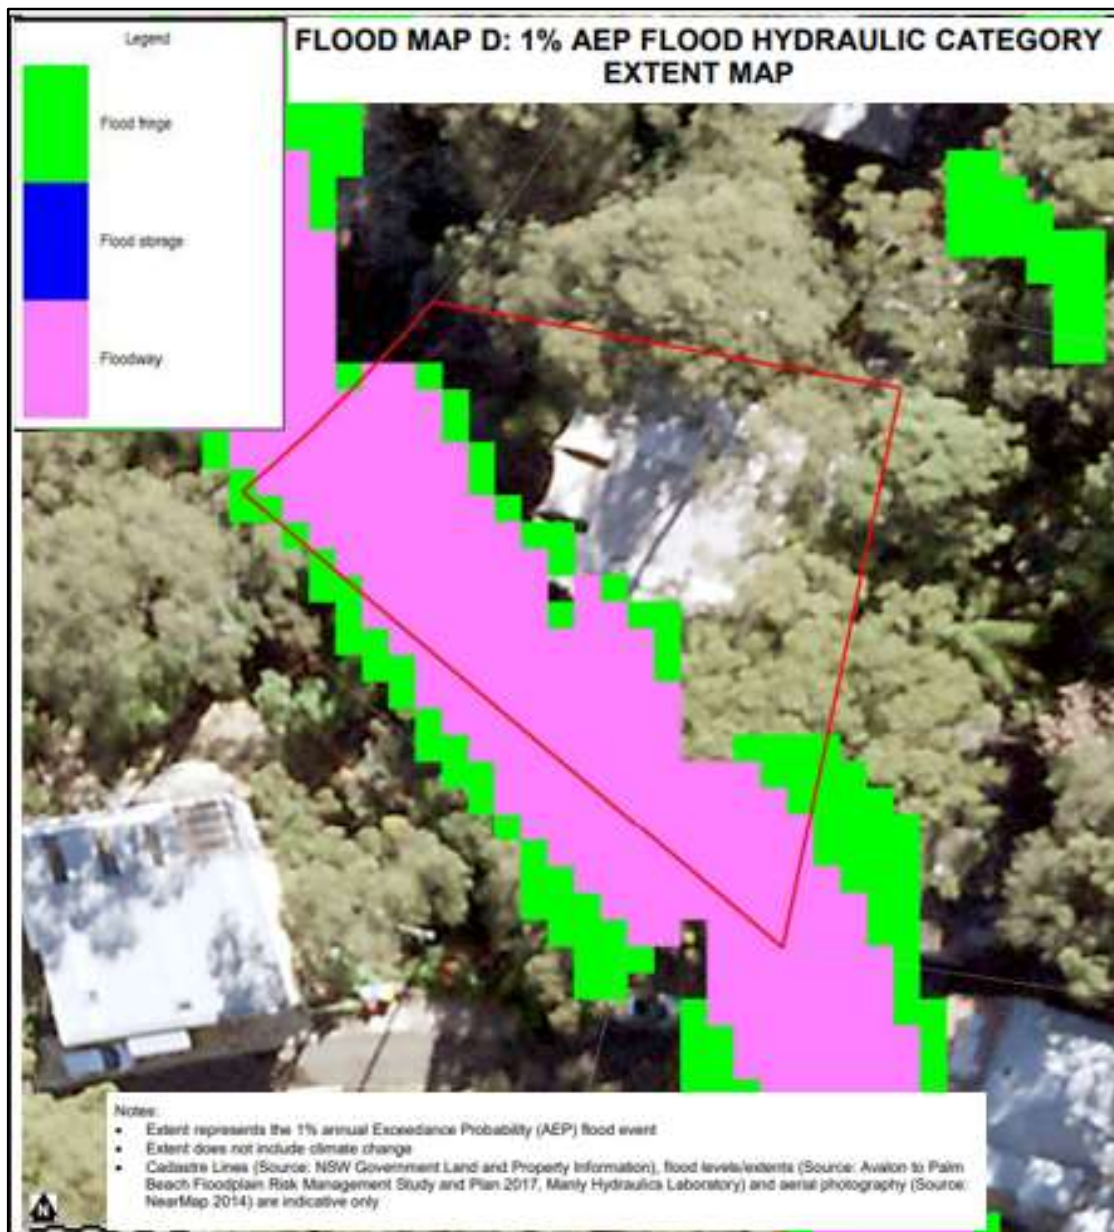 Legend
FLOOD MAP D: 1% AEP FLOOD HYDRAULIC CATEGORY
EXTENT MAP
Flood fringe
Flood storage
Floodway
Notes:
• Extent represents the 1% annual Exceedance Probability (AEP) flood event
• Extent does not include climate change
• Cadastre Lines (Source: NSW Government Land and Property Information), flood levels/extents (Source: Avalon to Palm
Beach Floodplain Risk Management Study and Plan 2017, Manly Hydraulics Laboratory) and aerial photography (Source:
NearMap 2014) are indicative only
N